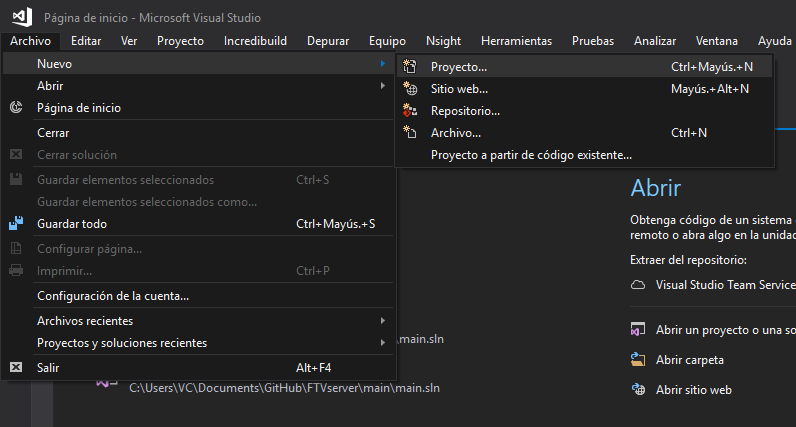 Página de inicio - Microsoft Visual Studio
Archivo Editar Ver Proyecto Incredibuild Depurar Equipo Nsight Herramientas Pruebas Analizar Ventana Ayuda
Nuevo
Abrir
Página de inicio
Cerrar
Cerrar solución
Guardar elementos seleccionados Ctrl+S
Guardar elementos seleccionados como...
Guardar todo Ctrl+Mayús.+S
Configurar página...
Imprimir... Ctrl+P
Configuración de la cuenta...
Archivos recientes
Proyectos y soluciones recientes
Salir Alt+F4
Proyecto... Ctrl+Mayús.+N
Sitio web... Mayús.+Alt+N
Repositorio...
Archivo... Ctrl+N
Proyecto a partir de código existente...
\main.sln
C:\Users\VC\Documents\GitHub\FTVserver\main\main.sln
Abrir
Obtenga código de un sistema
remoto o abra algo en la unidad
Extraer del repositorio:
Visual Studio Team Service
Abrir un proyecto o una so
Abrir carpeta
Abrir sitio web